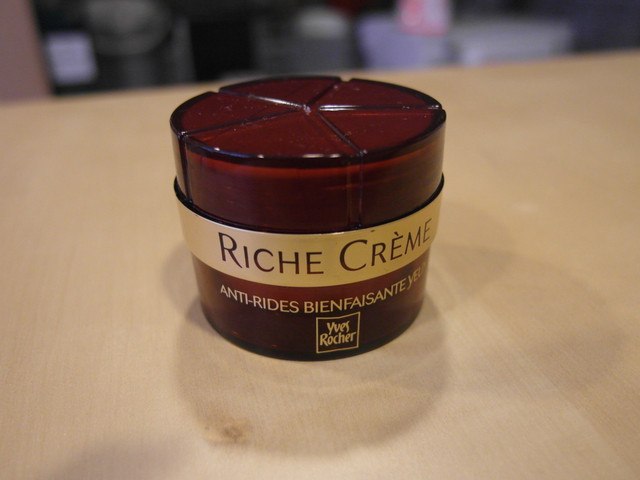 RICHE CRÈME
ANTI-RIDES BIENFAISANTE
Yves
Rocher